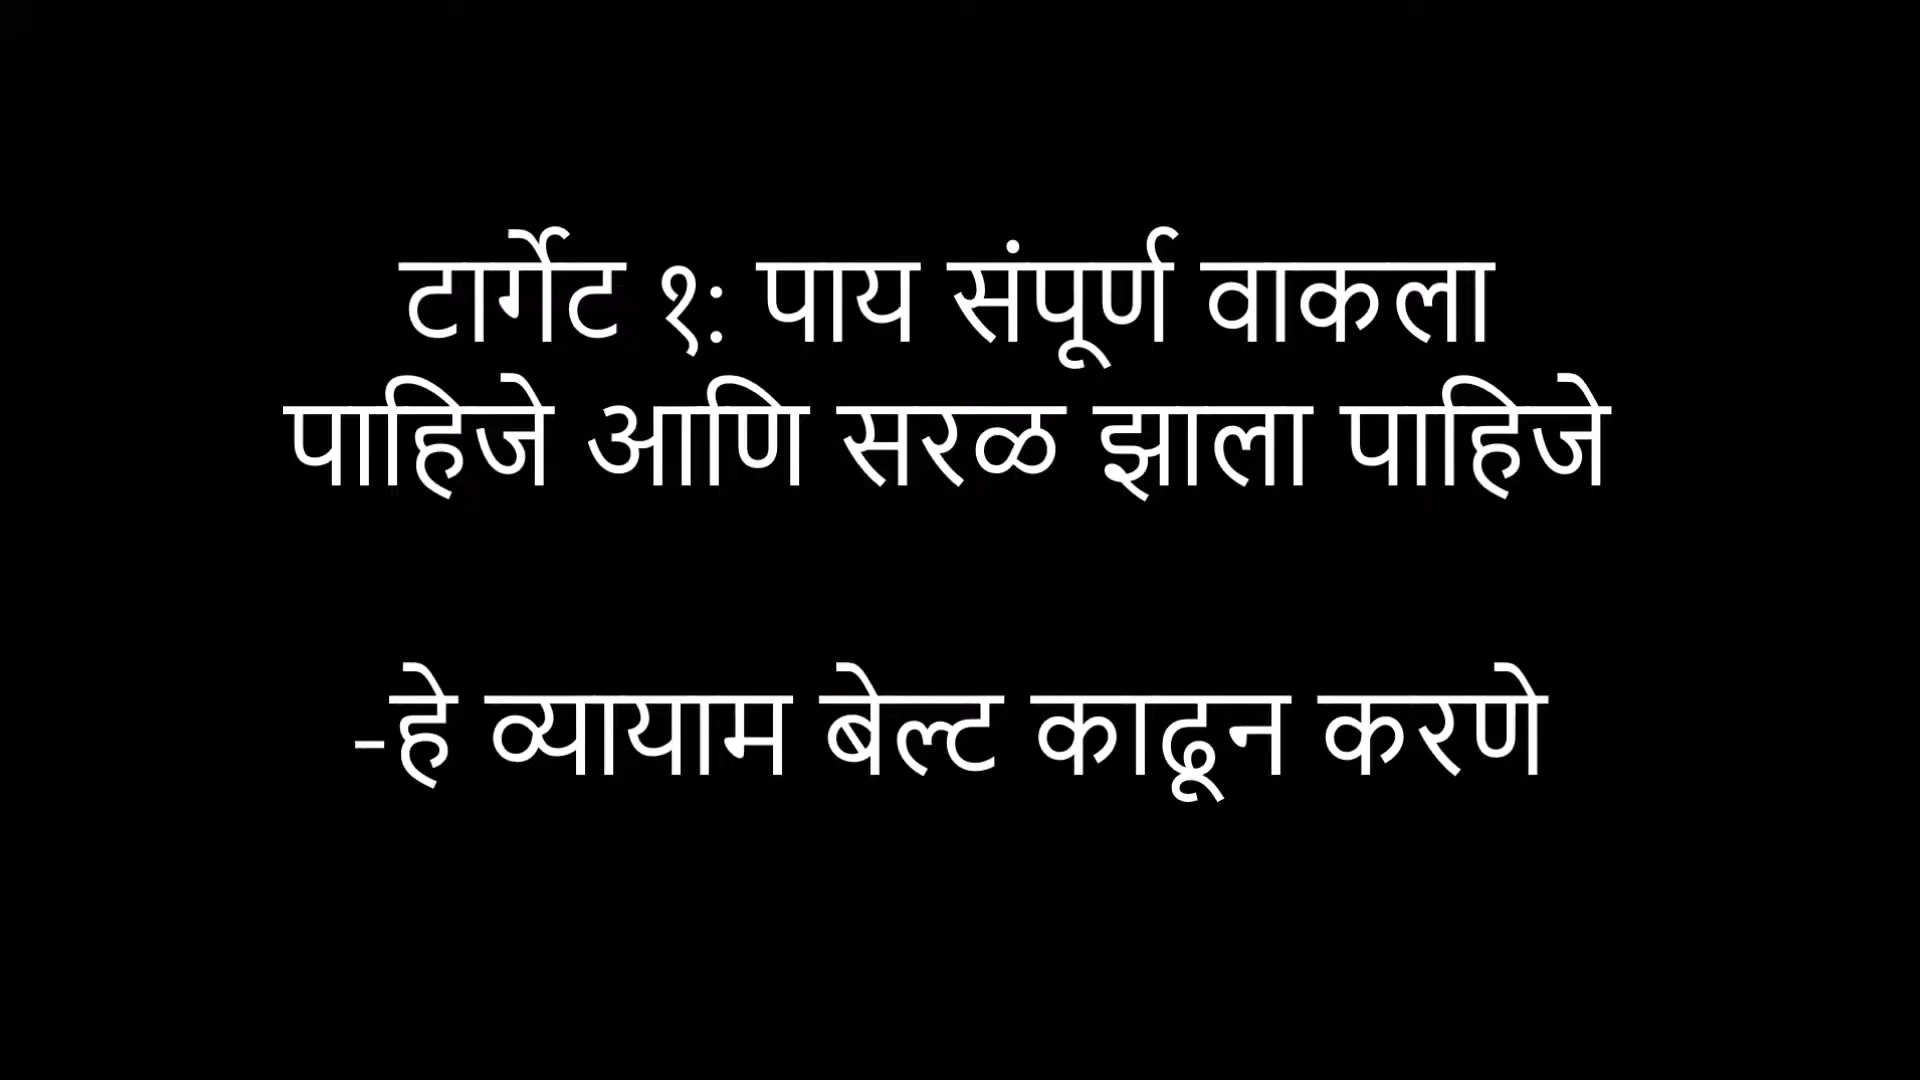 टार्गेट १: पाय संपूर्ण वाकला
पाहिजे आणि सरळ झाला पाहिजे
-हे व्यायाम बेल्ट काढून करणे